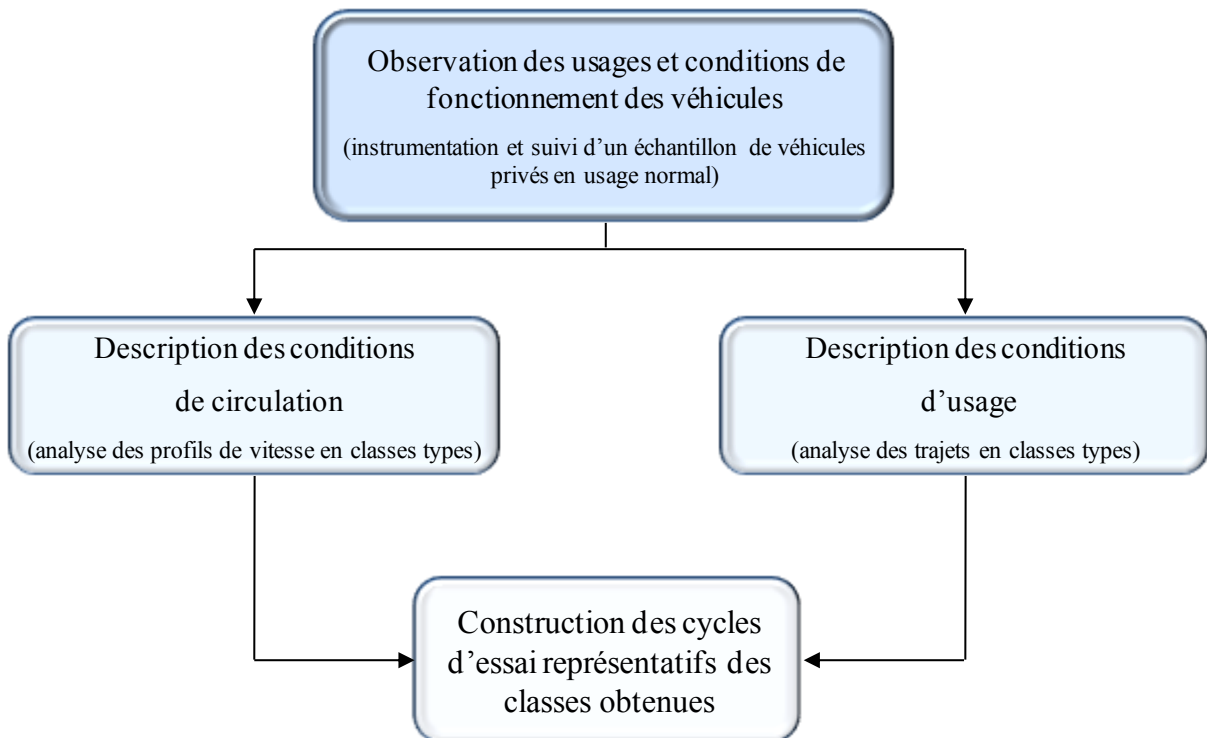 Observation des usages et conditions de
fonctionnement des véhicules
(instrumentation et suivi d’un échantillon de véhicules
privés en usage normal)
Description des conditions
de circulation
(analyse des profils de vitesse en classes types)
Description des conditions
d’usage
(analyse des trajets en classes types)
Construction des cycles
d’essai représentatifs des
classes obtenues